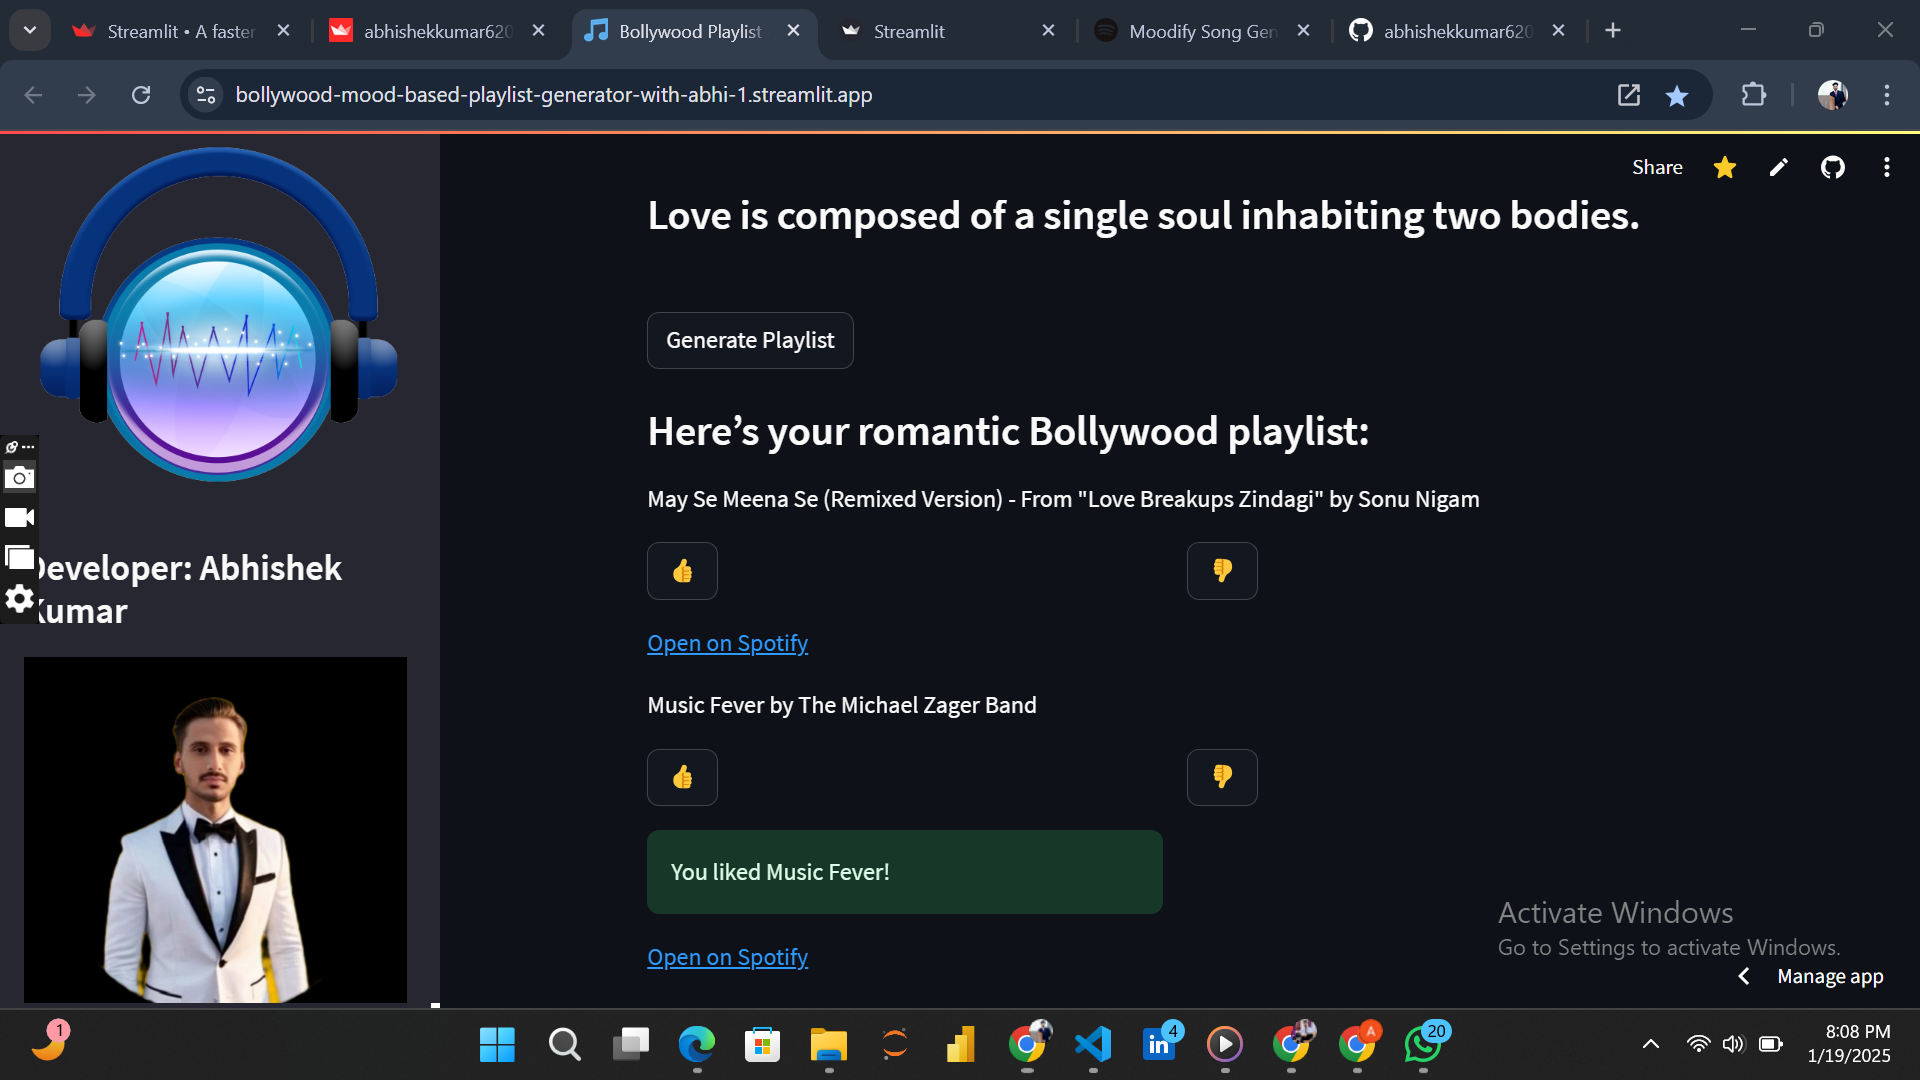 Streamlit • A faster
abhishekkumar620
Bollywood Playlist
Streamlit
Moodify Song Gen
abhishekkumar620
bollywood-mood-based-playlist-generator-with-abhi-1.streamlit.app
Share
Love is composed of a single soul inhabiting two bodies.
Generate Playlist
Here’s your romantic Bollywood playlist:
May Se Meena Se (Remixed Version) - From "Love Breakups Zindagi" by Sonu Nigam
Open on Spotify
Music Fever by The Michael Zager Band
You liked Music Fever!
Open on Spotify
Developer: Abhishek
Kumar
Activate Windows
Go to Settings to activate Windows.
Manage app
1
in
4
A
20
8:08 PM
1/19/2025